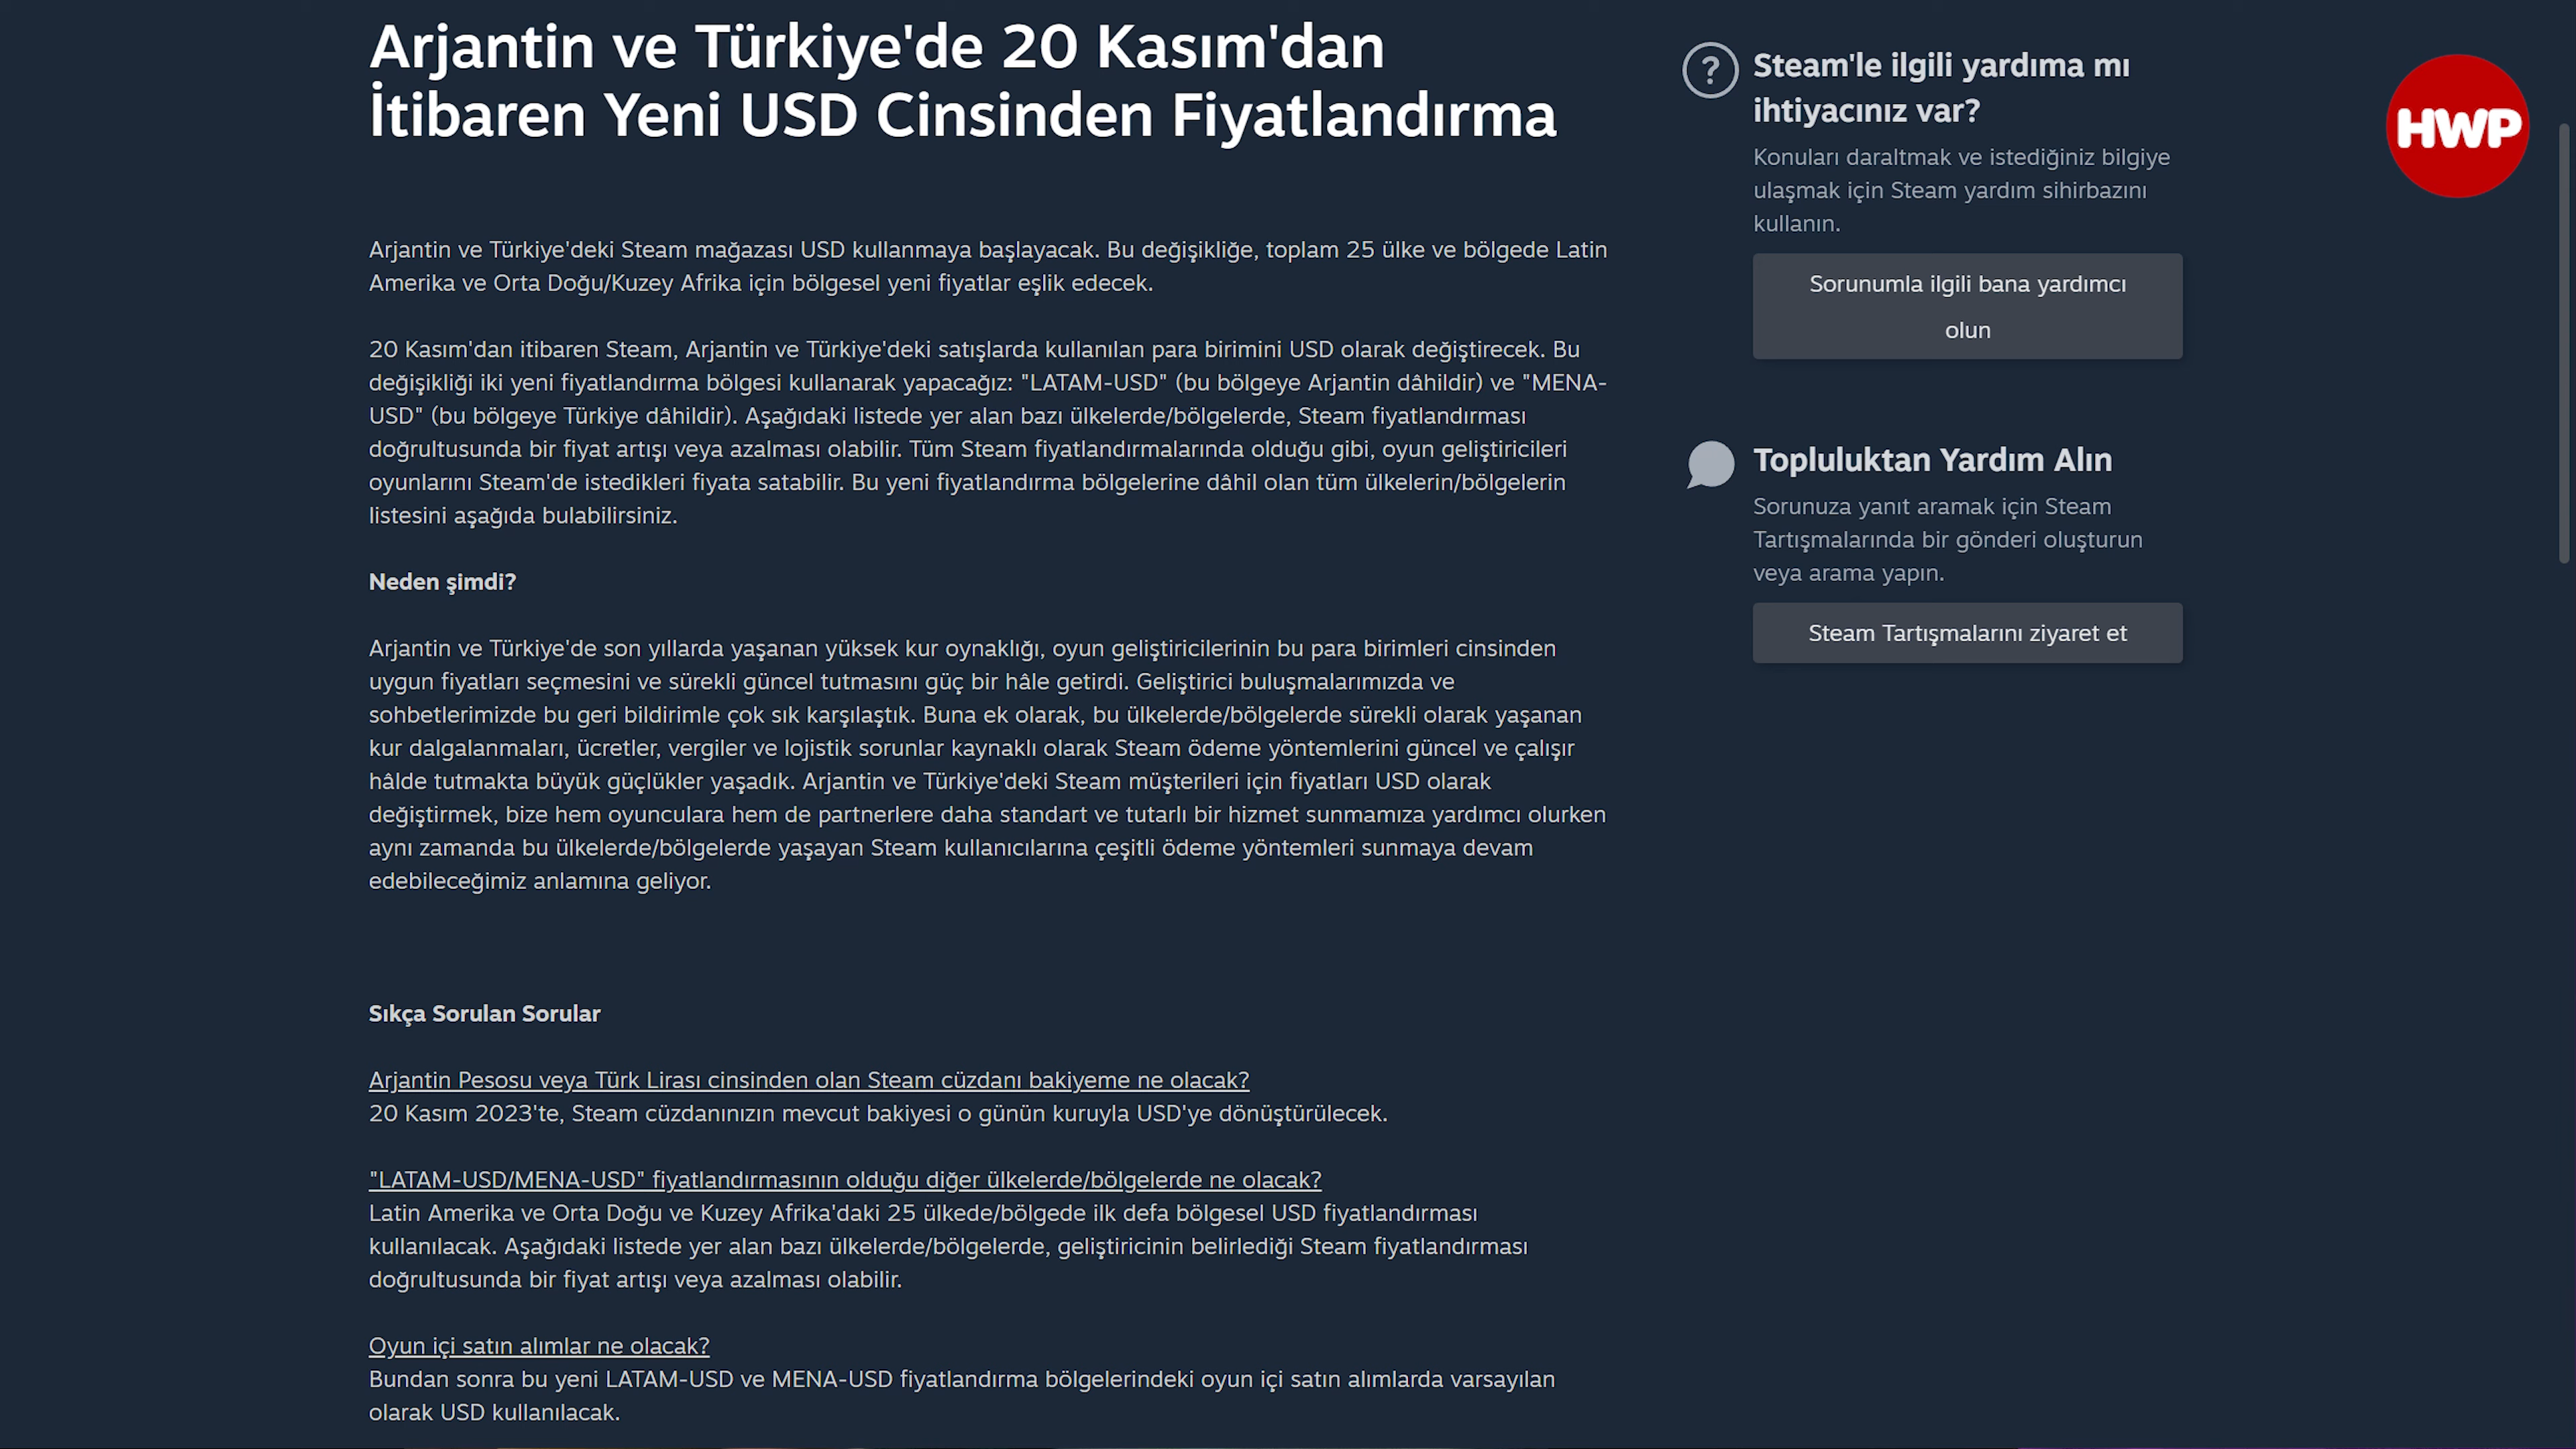 Arjantin ve Türkiye'de 20 Kasım'dan
İtibaren Yeni USD Cinsinden Fiyatlandırma
Arjantin ve Türkiye'deki Steam mağazası USD kullanmaya başlayacak. Bu değişikliğe, toplam 25 ülke ve bölgede Latin
Amerika ve Orta Doğu/Kuzey Afrika için bölgesel yeni fiyatlar eşlik edecek.
20 Kasım'dan itibaren Steam, Arjantin ve Türkiye'deki satışlarda kullanılan para birimini USD olarak değiştirecek. Bu
değişikliği iki yeni fiyatlandırma bölgesi kullanarak yapacağız: "LATAM-USD" (bu bölgeye Arjantin dâhildir) ve "MENA-
USD" (bu bölgeye Türkiye dâhildir). Aşağıdaki listede yer alan bazı ülkelerde/bölgelerde, Steam fiyatlandırması
doğrultusunda bir fiyat artışı veya azalması olabilir. Tüm Steam fiyatlandırmalarında olduğu gibi, oyun geliştiricileri
oyunlarını Steam'de istedikleri fiyata satabilir. Bu yeni fiyatlandırma bölgelerine dâhil olan tüm ülkelerin/bölgelerin
listesini aşağıda bulabilirsiniz.
Neden şimdi?
Arjantin ve Türkiye'de son yıllarda yaşanan yüksek kur oynaklığı, oyun geliştiricilerinin bu para birimleri cinsinden
uygun fiyatları seçmesini ve sürekli güncel tutmasını güç bir hâle getirdi. Geliştirici buluşmalarımızda ve
sohbetlerimizde bu geri bildirimle çok sık karşılaştık. Buna ek olarak, bu ülkelerde/bölgelerde sürekli olarak yaşanan
kur dalgalanmaları, ücretler, vergiler ve lojistik sorunlar kaynaklı olarak Steam ödeme yöntemlerini güncel ve çalışır
hâlde tutmakta büyük güçlükler yaşadık. Arjantin ve Türkiye'deki Steam müşterileri için fiyatları USD olarak
değiştirmek, bize hem oyunculara hem de partnerlere daha standart ve tutarlı bir hizmet sunmamıza yardımcı olurken
aynı zamanda bu ülkelerde/bölgelerde yaşayan Steam kullanıcılarına çeşitli ödeme yöntemleri sunmaya devam
edebileceğimiz anlamına geliyor.
Sıkça Sorulan Sorular
Arjantin Pesosu veya Türk Lirası cinsinden olan Steam cüzdanı bakiyeme ne olacak?
20 Kasım 2023'te, Steam cüzdanınızın mevcut bakiyesi o günün kuruyla USD'ye dönüştürülecek.
"LATAM-USD/MENA-USD" fiyatlandırmasının olduğu diğer ülkelerde/bölgelerde ne olacak?
Latin Amerika ve Orta Doğu ve Kuzey Afrika'daki 25 ülkede/bölgede ilk defa bölgesel USD fiyatlandırması
kullanılacak. Aşağıdaki listede yer alan bazı ülkelerde/bölgelerde, geliştiricinin belirlediği Steam fiyatlandırması
doğrultusunda bir fiyat artışı veya azalması olabilir.
Oyun içi satın alımlar ne olacak?
Bundan sonra bu yeni LATAM-USD ve MENA-USD fiyatlandırma bölgelerindeki oyun içi satın alımlarda varsayılan
olarak USD kullanılacak.
?
Steam'le ilgili yardıma mı
ihtiyacınız var?
Konuları daraltmak ve istediğiniz bilgiye
ulaşmak için Steam yardım sihirbazını
kullanın.
Sorunumla ilgili bana yardımcı
olun
Topluluktan Yardım Alın
Sorunuza yanıt aramak için Steam
Tartışmalarında bir gönderi oluşturun
veya arama yapın.
Steam Tartışmalarını ziyaret et
HWP